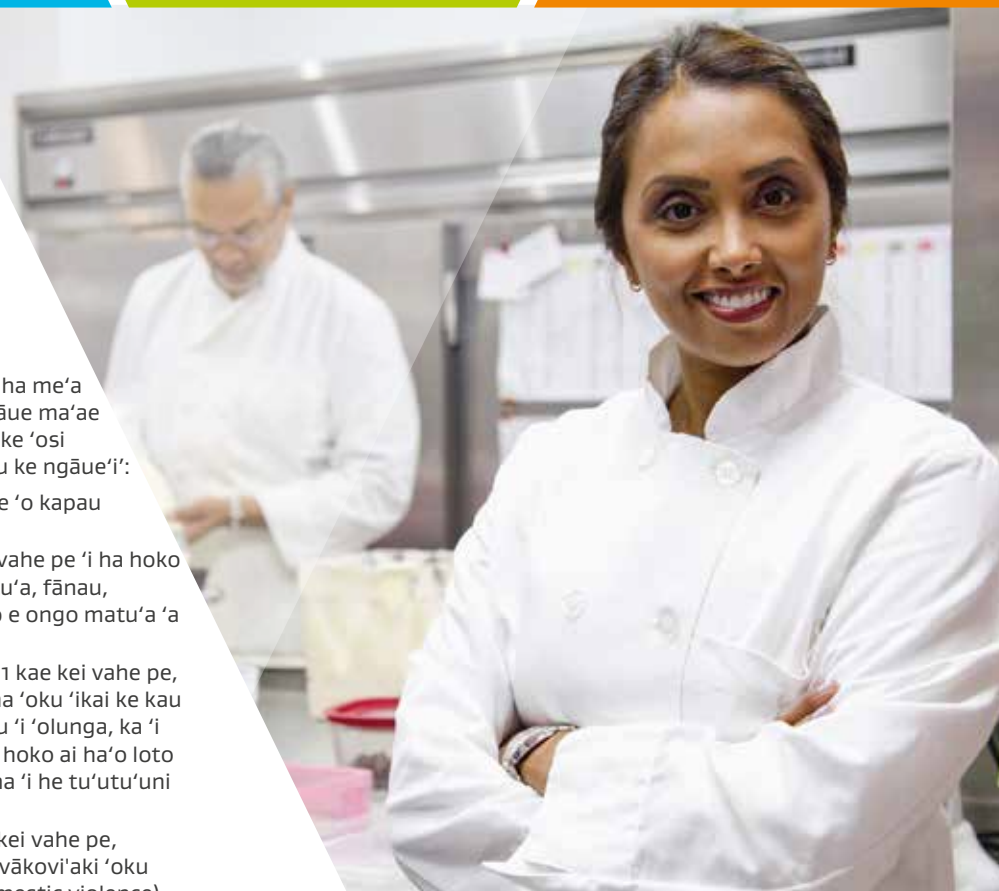 ha me‘a
āue ma‘ae
ke ‘osi
u ke ngāue‘i’:
e ‘o kapau
vahe pe ‘i ha hoko
u‘a, fānau,
o e ongo matu‘a ‘a
1 kae kei vahe pe,
na ‘oku ‘ikai ke kau
u ‘i ‘olunga, ka ‘i
hoko ai ha‘o loto
na ‘i he tu‘utu‘uni
kei vahe pe,
vākovi'aki ‘oku